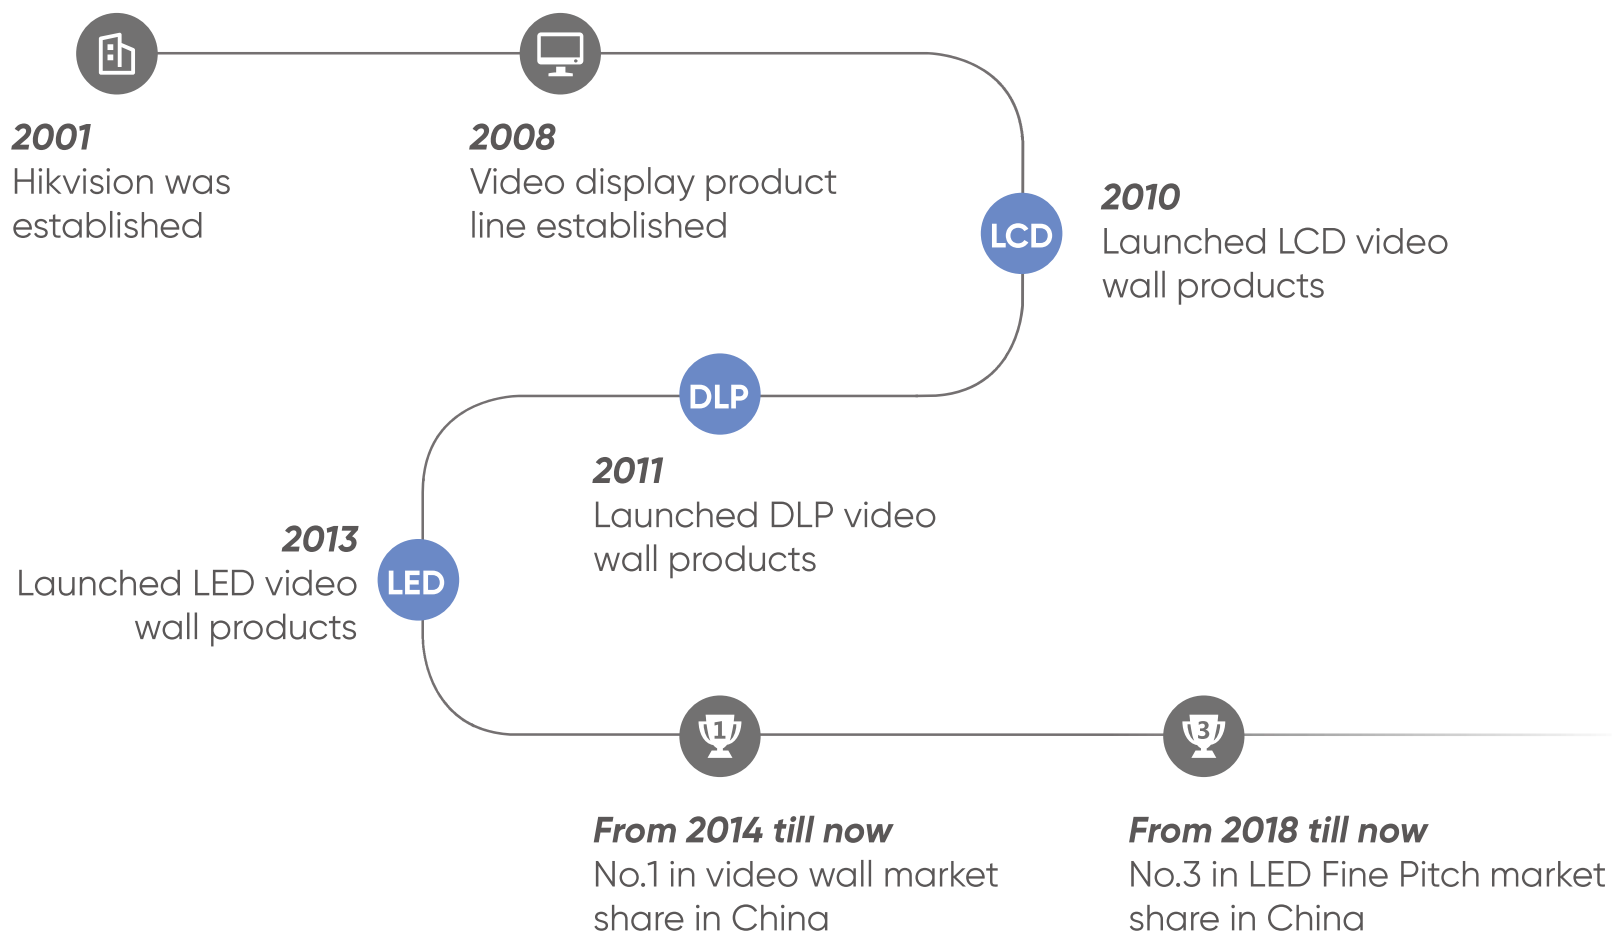 2001
Hikvision was
established
2008
Video display product
line established
LCD
2010
Launched LCD video
wall products
DLP
2011
Launched DLP video
wall products
2013
Launched LED video
wall products
LED
1
From 2014 till now
No.1 in video wall market
share in China
3
From 2018 till now
No.3 in LED Fine Pitch market
share in China